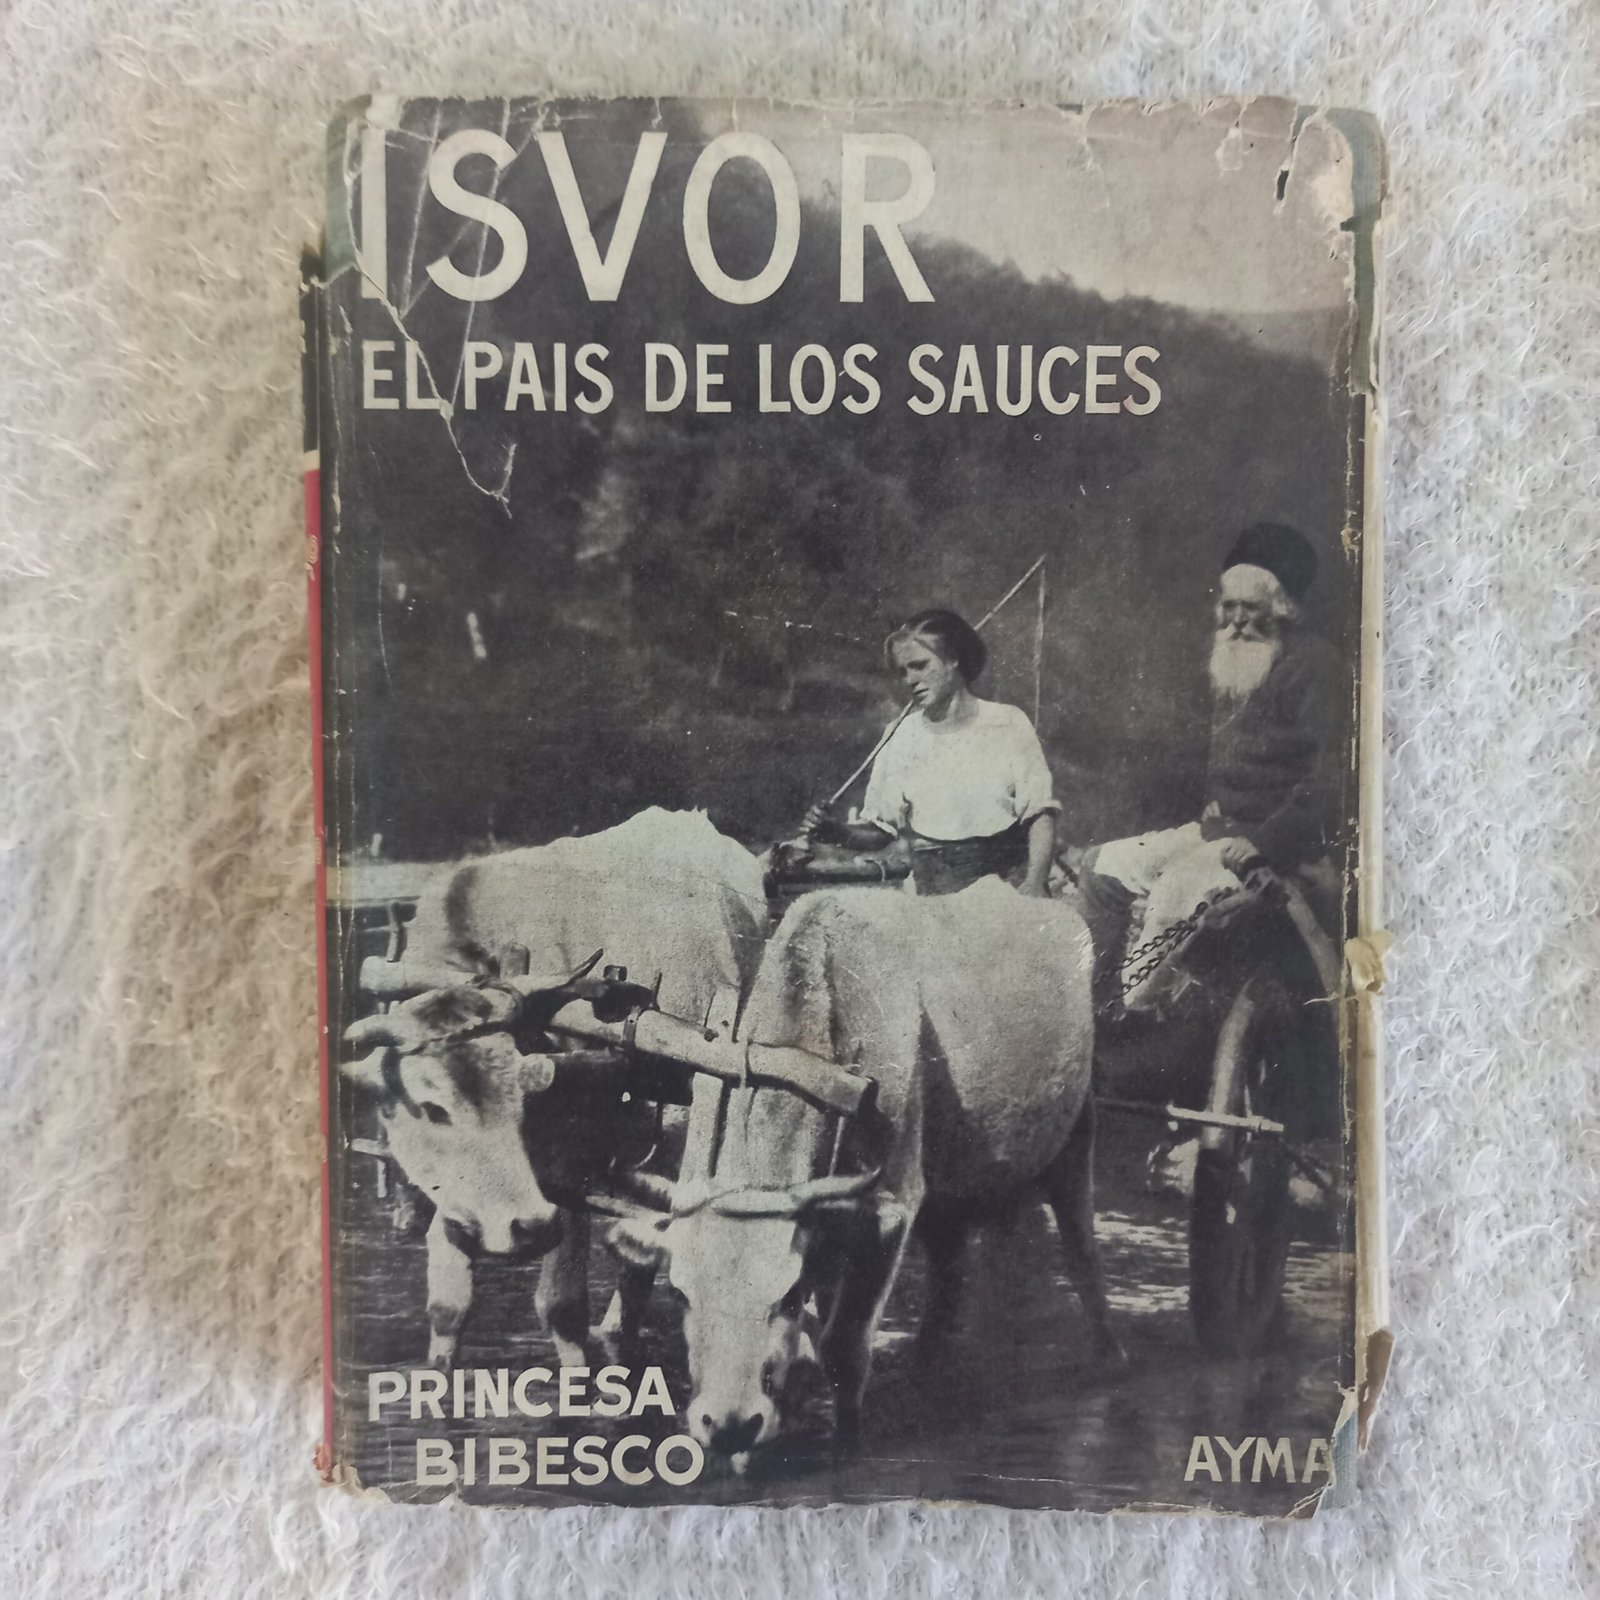 ISVOR
EL PAIS DE LOS SAUCES
PRINCESA
BIBESCO
AYMA